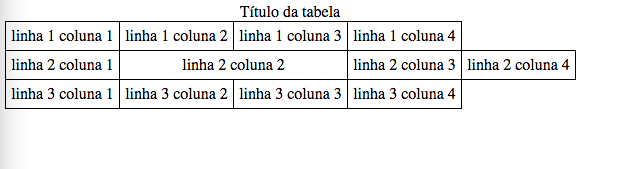 Título da tabela
linha 1 coluna 1 linha 1 coluna 2 linha 1 coluna 3 linha 1 coluna 4
linha 2 coluna 1 linha 2 coluna 2 linha 2 coluna 3 linha 2 coluna 4
linha 3 coluna 1 linha 3 coluna 2 linha 3 coluna 3 linha 3 coluna 4